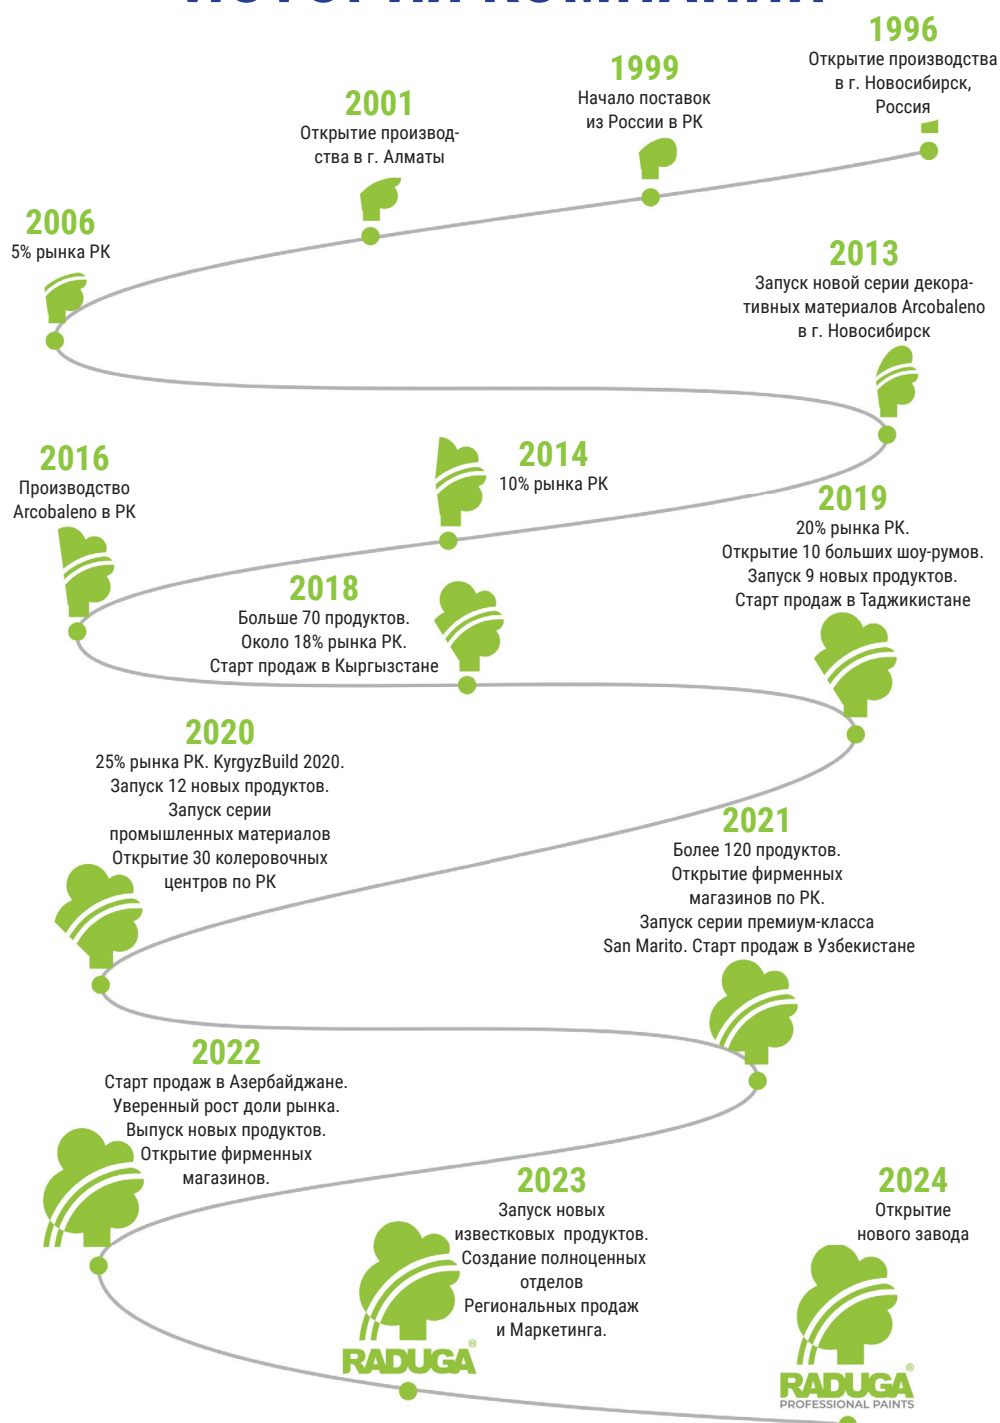 ИСТОРИЯ КОМПАНИИ
1996
Открытие производства
в г. Новосибирск,
Россия
1999
Начало поставок
из России в РК
2001
Открытие производ-
ства в г. Алматы
2006
5% рынка РК
2013
Запуск новой серии декора-
тивных материалов Arcobaleno
в г. Новосибирск
2014
10% рынка РК
2016
Производство
Arcobaleno в РК
2018
Больше 70 продуктов.
Около 18% рынка РК.
Старт продаж в Кыргызстане
2019
20% рынка РК.
Открытие 10 больших шоу-румов.
Запуск 9 новых продуктов.
Старт продаж в Таджикистане
2020
25% рынка РК. KyrgyzBuild 2020.
Запуск 12 новых продуктов.
Запуск серии
промышленных материалов
Открытие 30 колеровочных
центров по РК
2021
Более 120 продуктов.
Открытие фирменных
магазинов по РК.
Запуск серии премиум-класса
San Marito. Старт продаж в Узбекистане
2022
Старт продаж в Азербайджане.
Уверенный рост доли рынка.
Выпуск новых продуктов.
Открытие фирменных
магазинов.
2023
Запуск новых
известковых продуктов.
Создание полноценных
отделов
Региональных продаж
и Маркетинга.
RADUGA®
2024
Открытие
нового завода
RADUGA®
PROFESSIONAL PAINTS